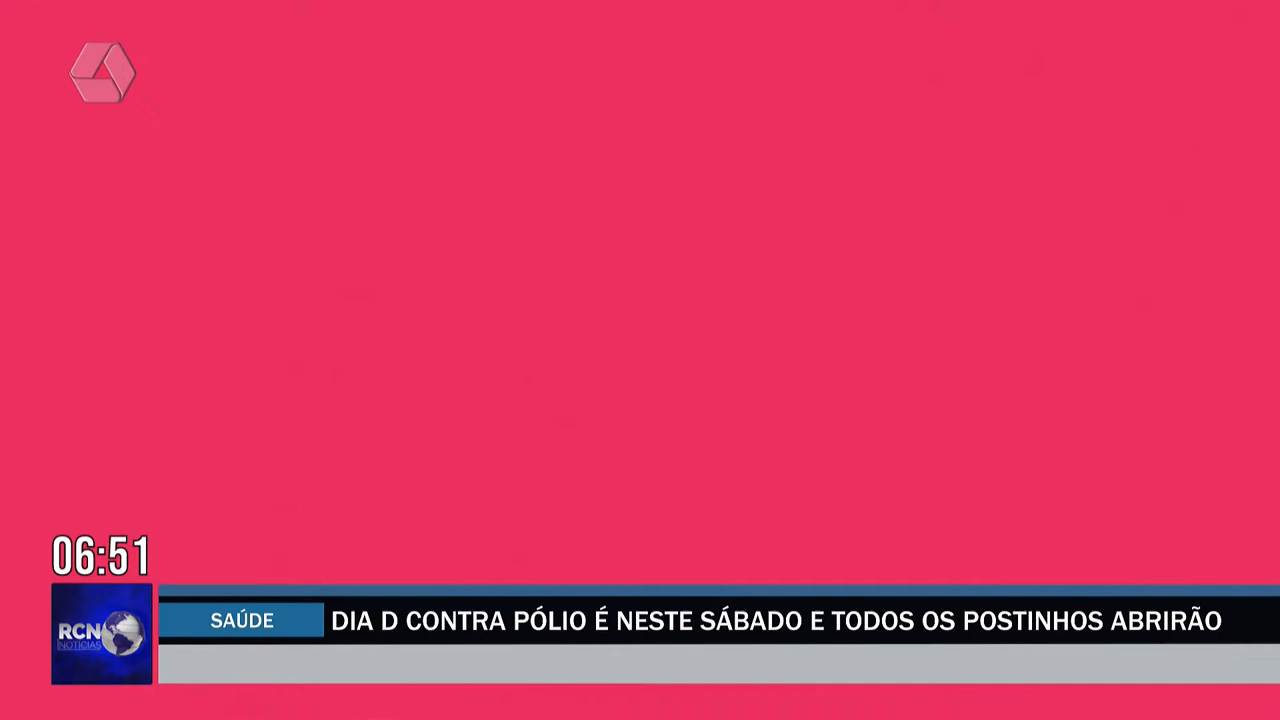 06:51
RCN
NOTÍCIAS
SAÚDE
DIA D CONTRA PÓLIO É NESTE SÁBADO E TODOS OS POSTINHOS ABRIRÃO